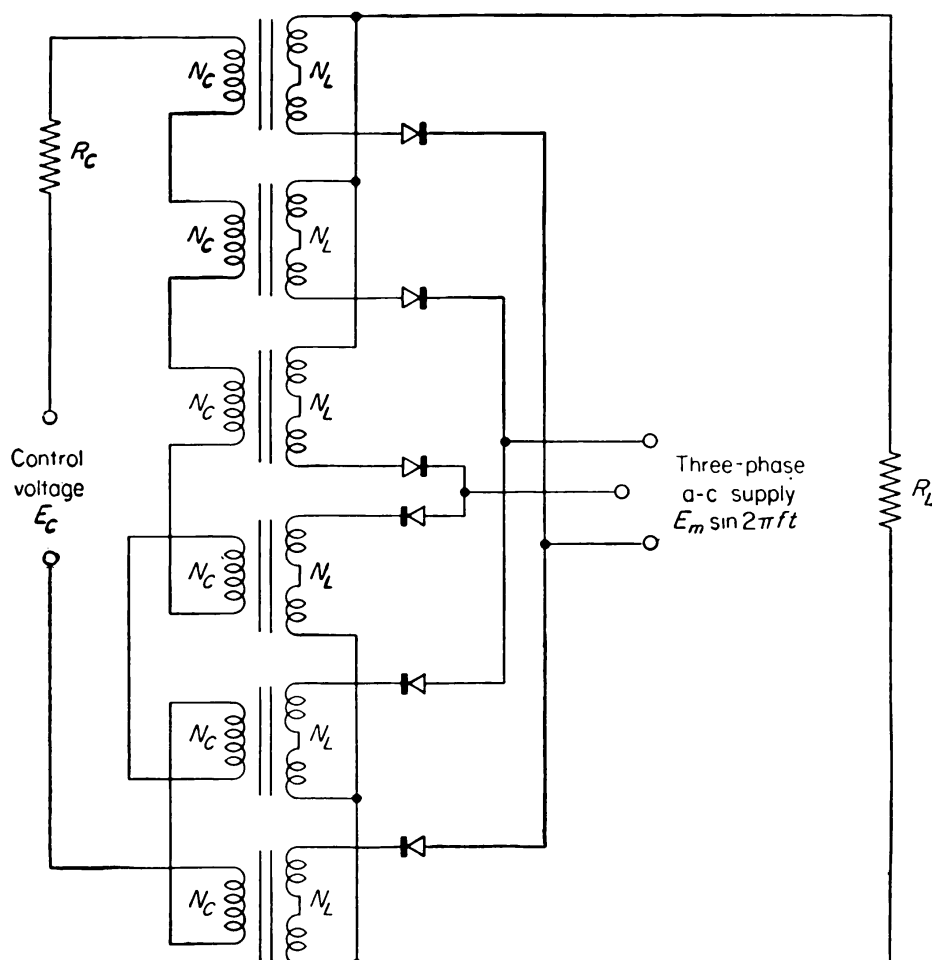 N_C
N_L
R_C
N_C
N_L
N_C
N_L
Control
voltage
E_C
Three-phase
a-c supply
E_m sin 2πft
R_L
N_C
N_L
N_C
N_L
N_C
N_L